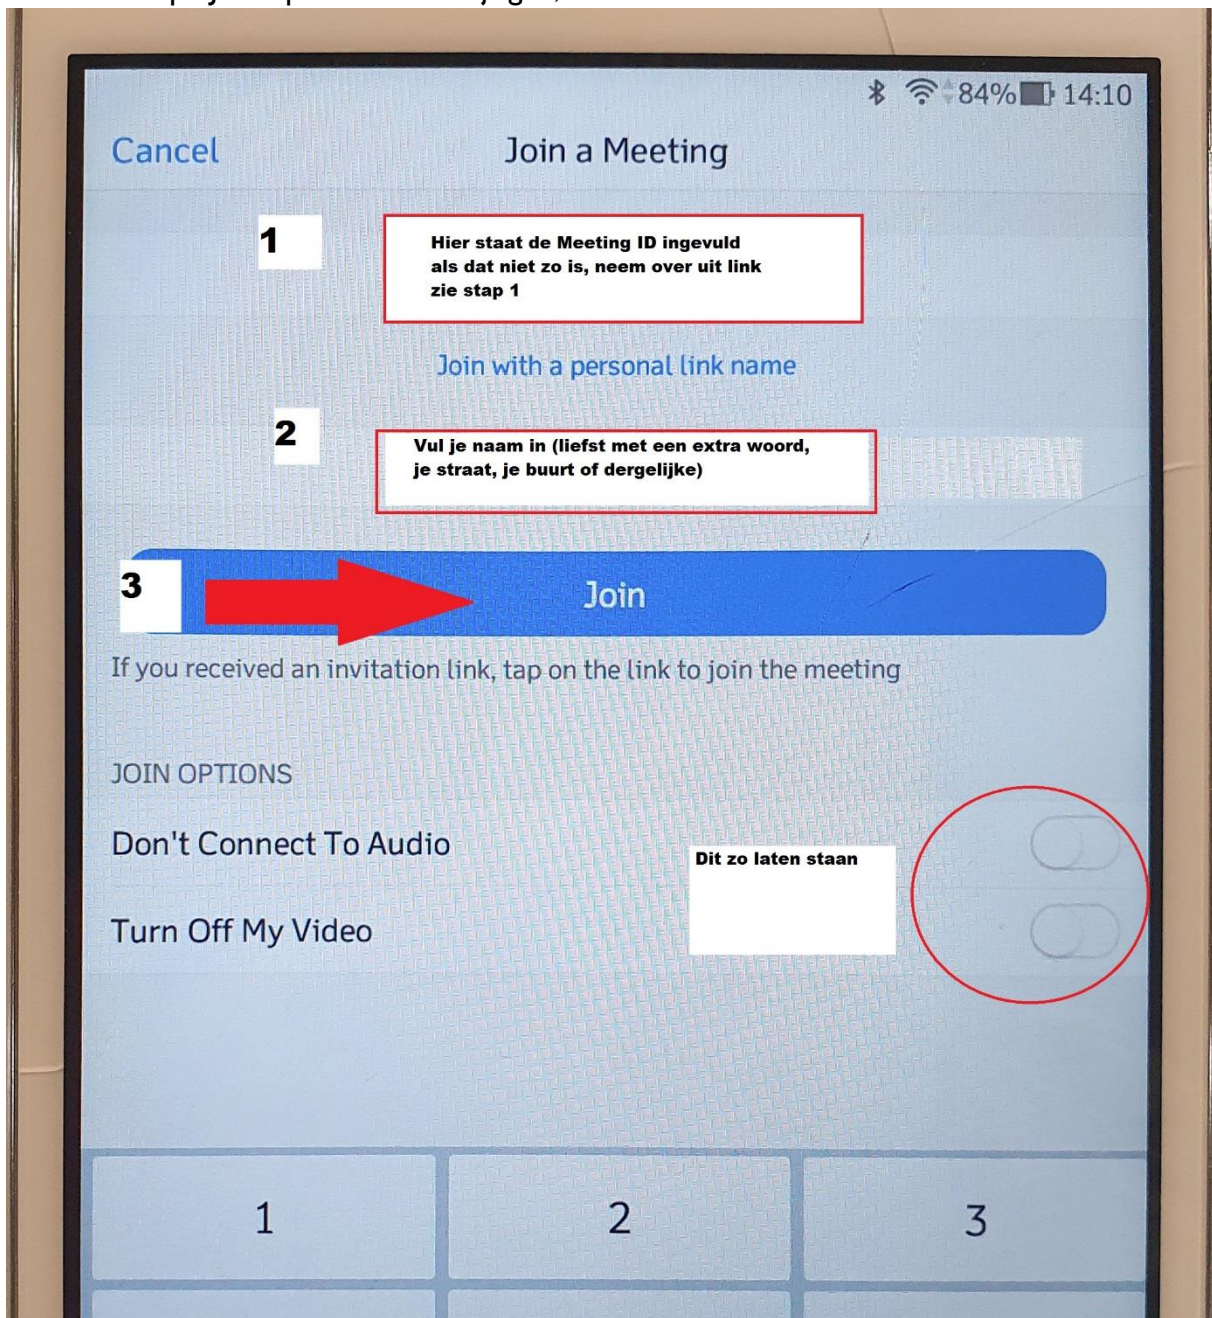 84% 14:10
Cancel Join a Meeting
1
Hier staat de Meeting ID ingevuld
als dat niet zo is, neem over uit link
zie stap 1
Join with a personal link name
2
Vul je naam in (liefst met een extra woord,
je straat, je buurt of dergelijke)
3
Join
If you received an invitation link, tap on the link to join the meeting
JOIN OPTIONS
Don't Connect To Audio
Dit zo laten staan
Turn Off My Video
1 2 3